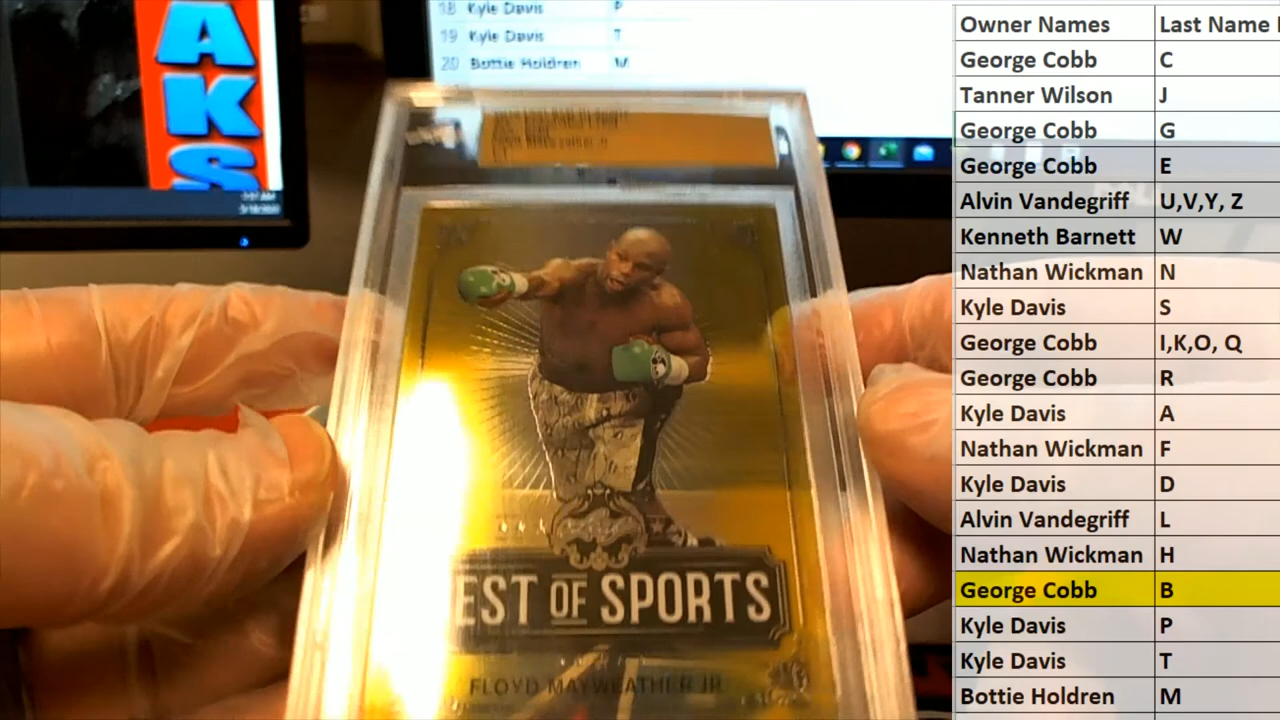 AKS
18 Kyle Davis P
19 Kyle Davis T
20 Bottie Holdren M
EST OF SPORTS
FLOYD MAYWEATHER JR.
Owner Names Last Name
George Cobb C
Tanner Wilson J
George Cobb G
George Cobb E
Alvin Vandegriff U,V,Y, Z
Kenneth Barnett W
Nathan Wickman N
Kyle Davis S
George Cobb I,K,O, Q
George Cobb R
Kyle Davis A
Nathan Wickman F
Kyle Davis D
Alvin Vandegriff L
Nathan Wickman H
George Cobb B
Kyle Davis P
Kyle Davis T
Bottie Holdren M